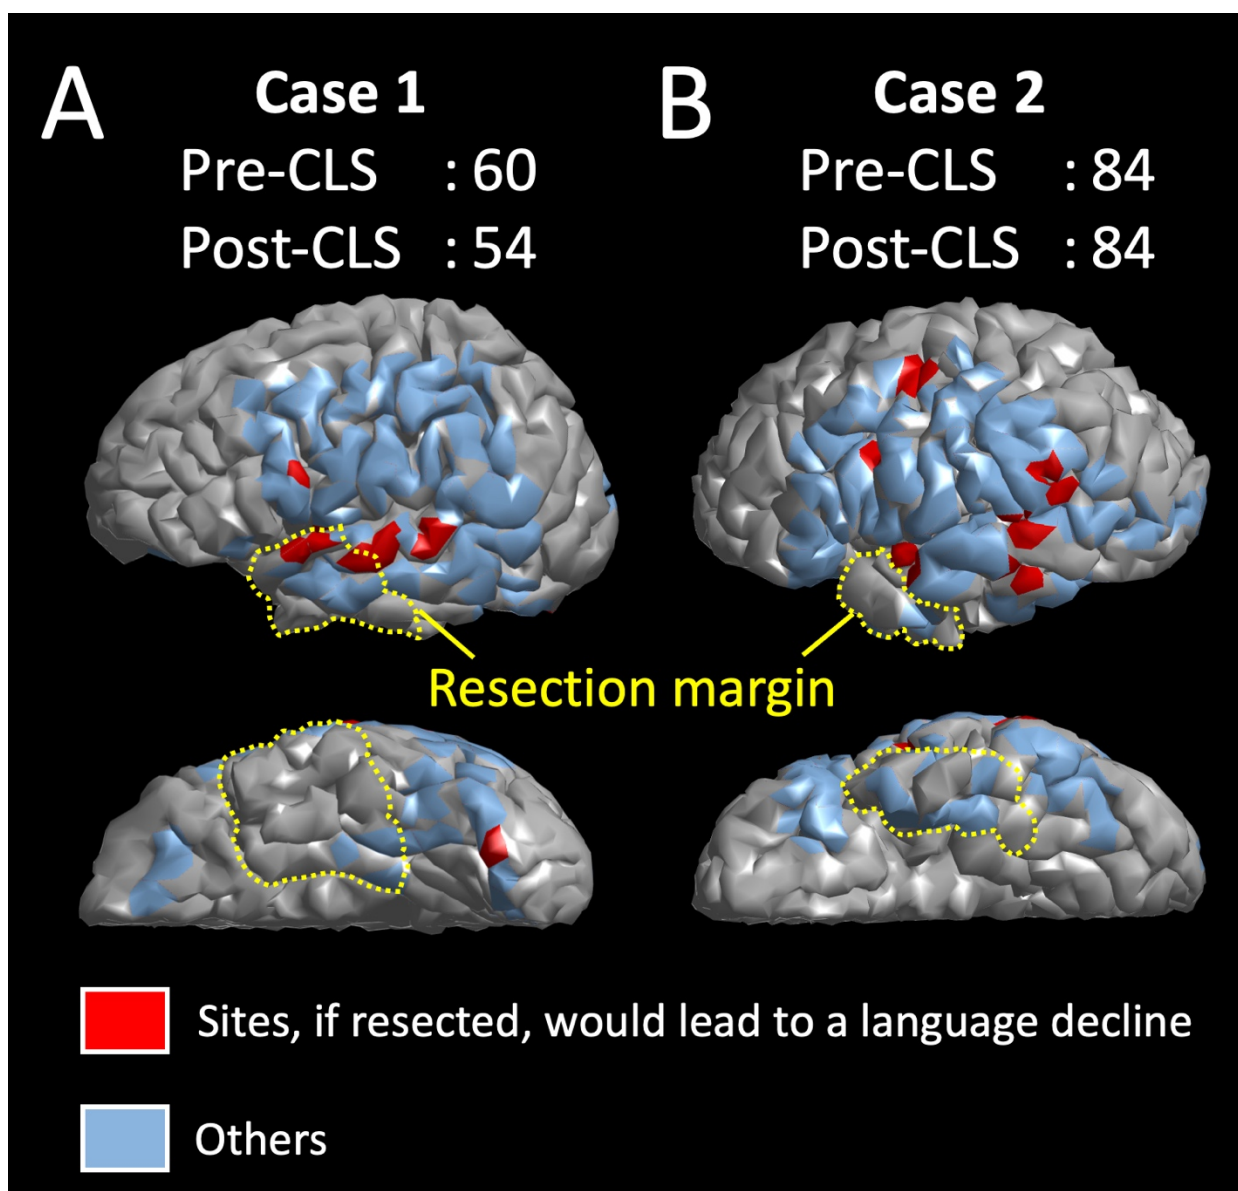 A
Case 1
Pre-CLS : 60
Post-CLS : 54
B
Case 2
Pre-CLS : 84
Post-CLS : 84
Resection margin
Sites, if resected, would lead to a language decline
Others